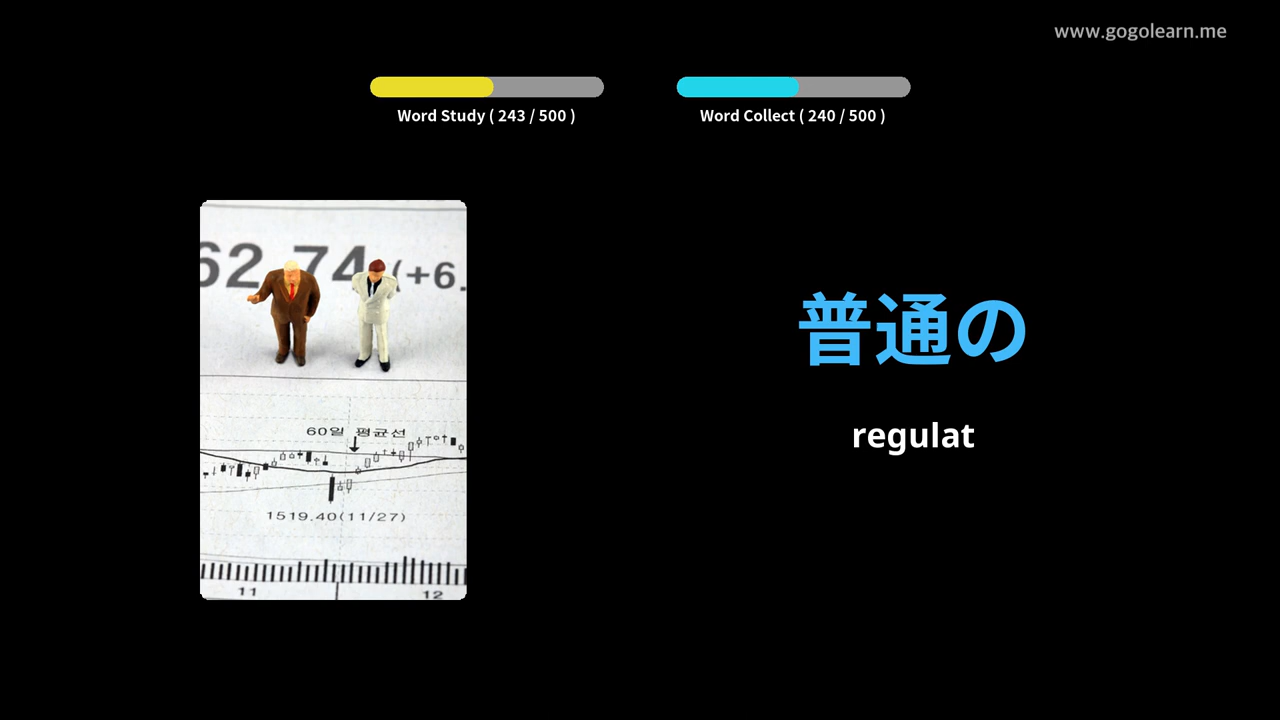 www.gogolearn.me
Word Study ( 243 / 500 )
Word Collect ( 240 / 500 )
62.74 (+6.
60일 평균선
1519.40(11/27)
11 12
普通の
regulat